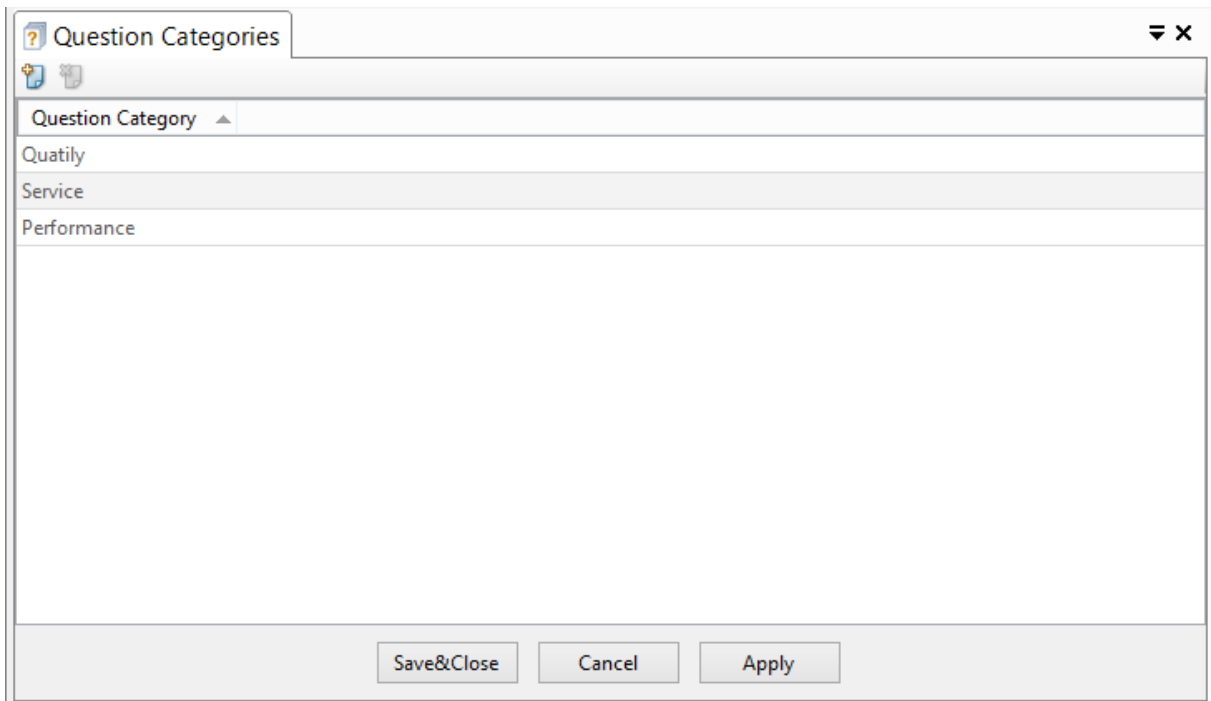 Question Categories
Question Category
Quatily
Service
Performance
Save&Close Cancel Apply